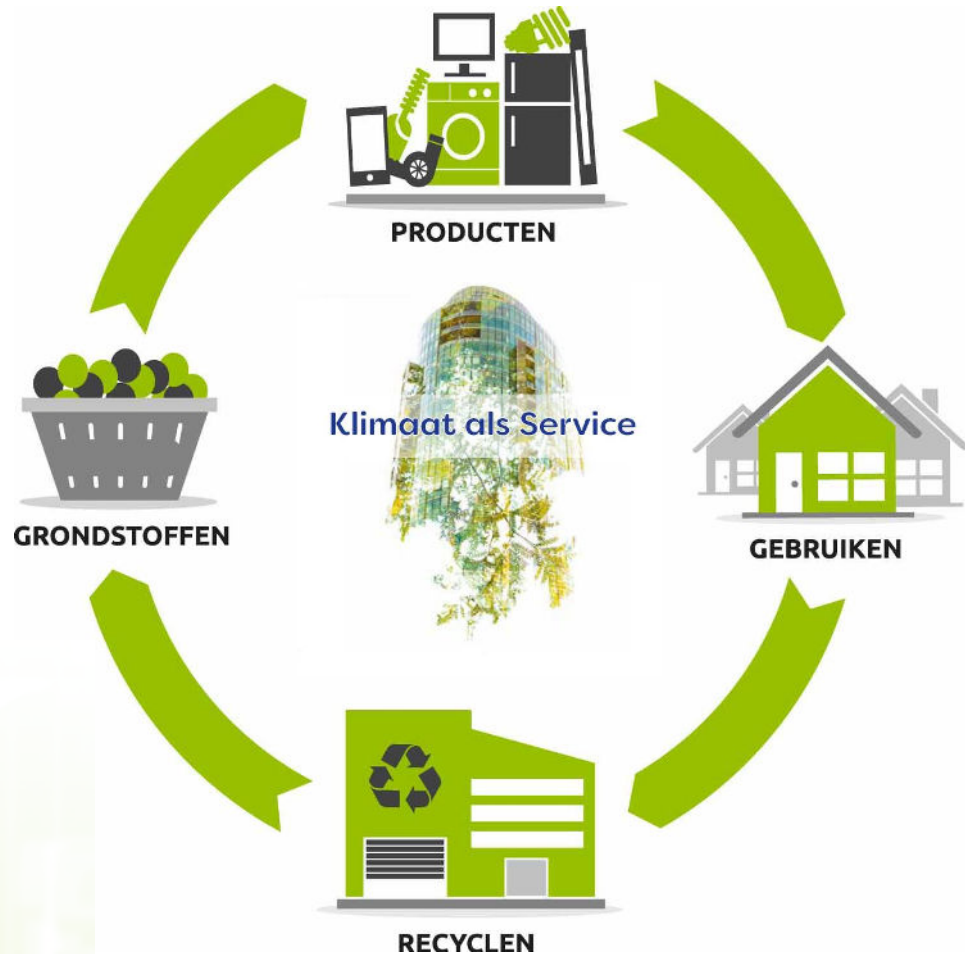 PRODUCTEN
Klimaat als Service
GRONDSTOFFEN
GEBRUIKEN
RECYCLEN